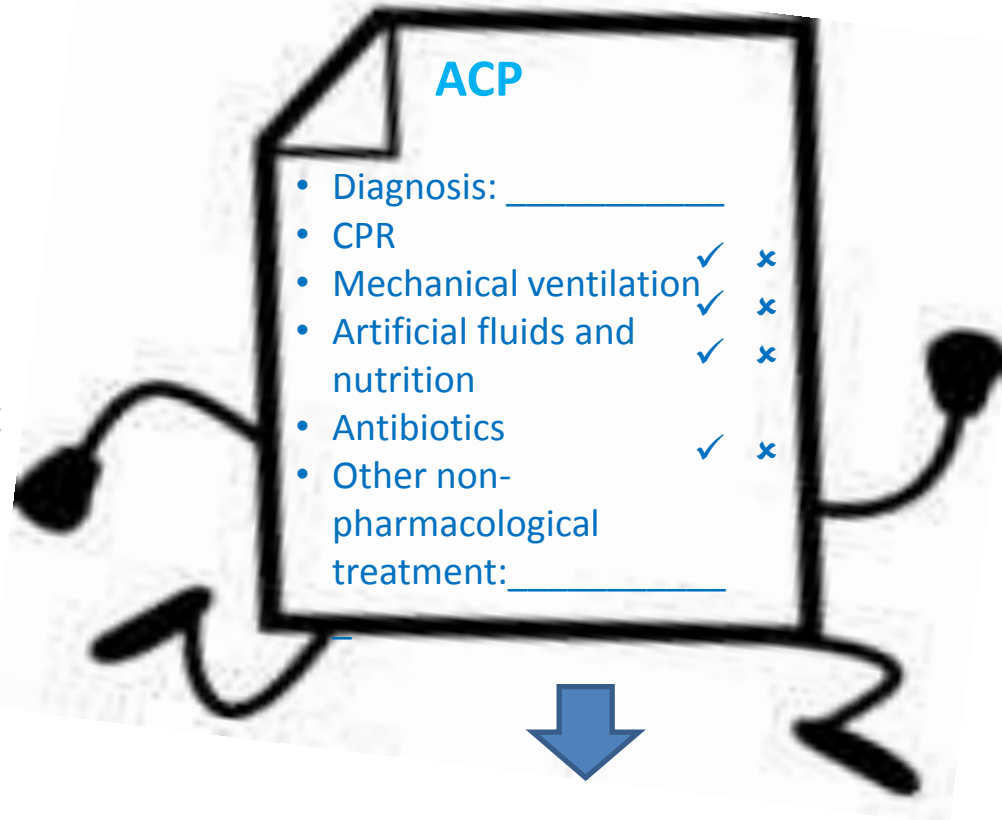 ACP
• Diagnosis: ___________
• CPR
✓ ×
• Mechanical ventilation
✓ ×
• Artificial fluids and
✓ ×
nutrition
• Antibiotics
✓ ×
• Other non-
pharmacological
treatment:___________
_